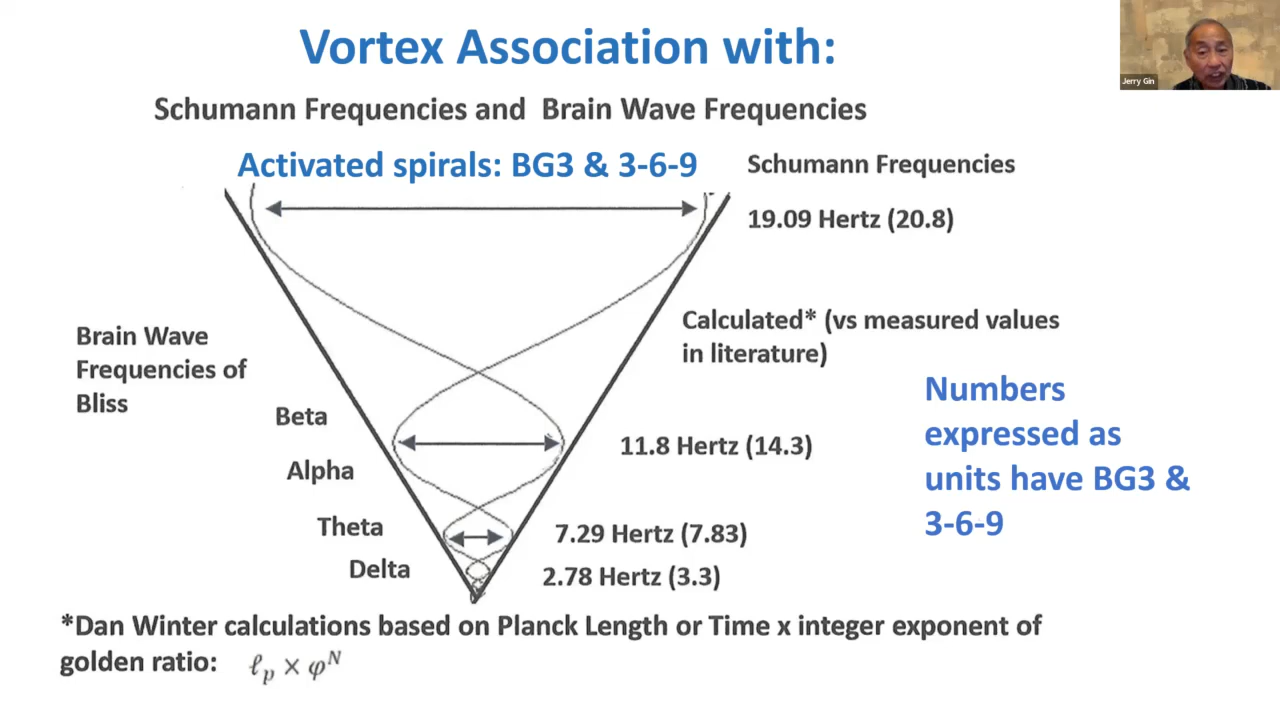 Vortex Association with:
Jerry Gin
Schumann Frequencies and Brain Wave Frequencies
Activated spirals: BG3 & 3-6-9
Schumann Frequencies
19.09 Hertz (20.8)
Calculated* (vs measured values
in literature)
Brain Wave
Frequencies of
Bliss
Numbers
expressed as
units have BG3 &
3-6-9
Beta
11.8 Hertz (14.3)
Alpha
Theta
7.29 Hertz (7.83)
Delta
2.78 Hertz (3.3)
*Dan Winter calculations based on Planck Length or Time x integer exponent of
golden ratio: ℓₚ × φᴺ